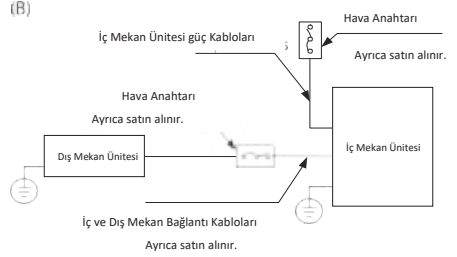 (B)
Hava Anahtarı
İç Mekan Ünitesi güç Kabloları
Ayrıca satın alınır.
Hava Anahtarı
Ayrıca satın alınır.
Dış Mekan Ünitesi
İç Mekan Ünitesi
İç ve Dış Mekan Bağlantı Kabloları
Ayrıca satın alınır.